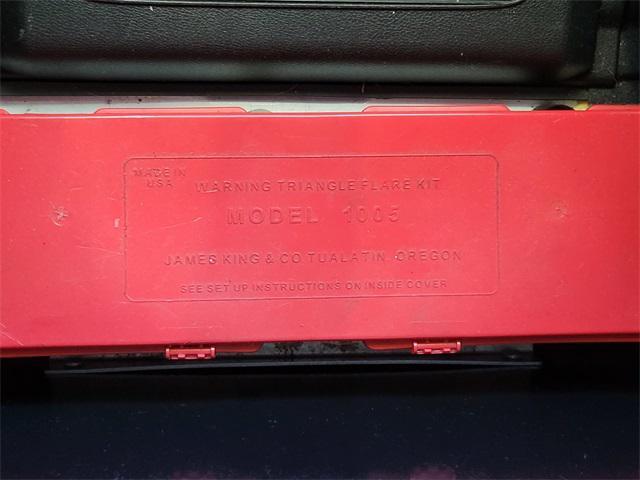 MADE IN
USA
WARNING TRIANGLE FLARE KIT
MODEL 1005
JAMES KING & CO TUALATIN, OREGON
SEE SET UP INSTRUCTIONS ON INSIDE COVER